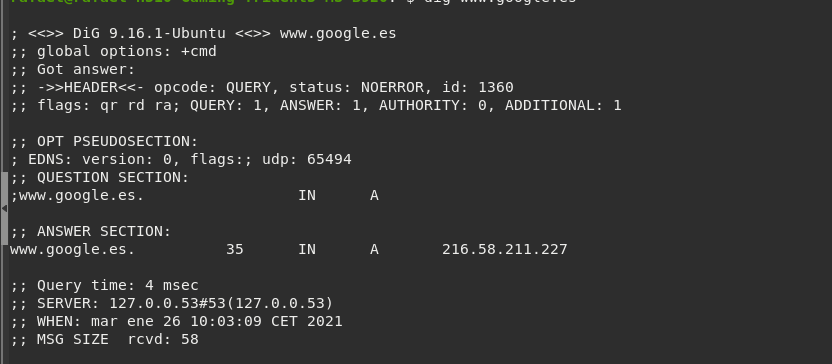 $ dig www.google.es
; <<>> DiG 9.16.1-Ubuntu <<>> www.google.es
;; global options: +cmd
;; Got answer:
;; ->>HEADER<<- opcode: QUERY, status: NOERROR, id: 1360
;; flags: qr rd ra; QUERY: 1, ANSWER: 1, AUTHORITY: 0, ADDITIONAL: 1
;; OPT PSEUDOSECTION:
; EDNS: version: 0, flags:; udp: 65494
;; QUESTION SECTION:
;www.google.es. IN A
;; ANSWER SECTION:
www.google.es. 35 IN A 216.58.211.227
;; Query time: 4 msec
;; SERVER: 127.0.0.53#53(127.0.0.53)
;; WHEN: mar ene 26 10:03:09 CET 2021
;; MSG SIZE rcvd: 58